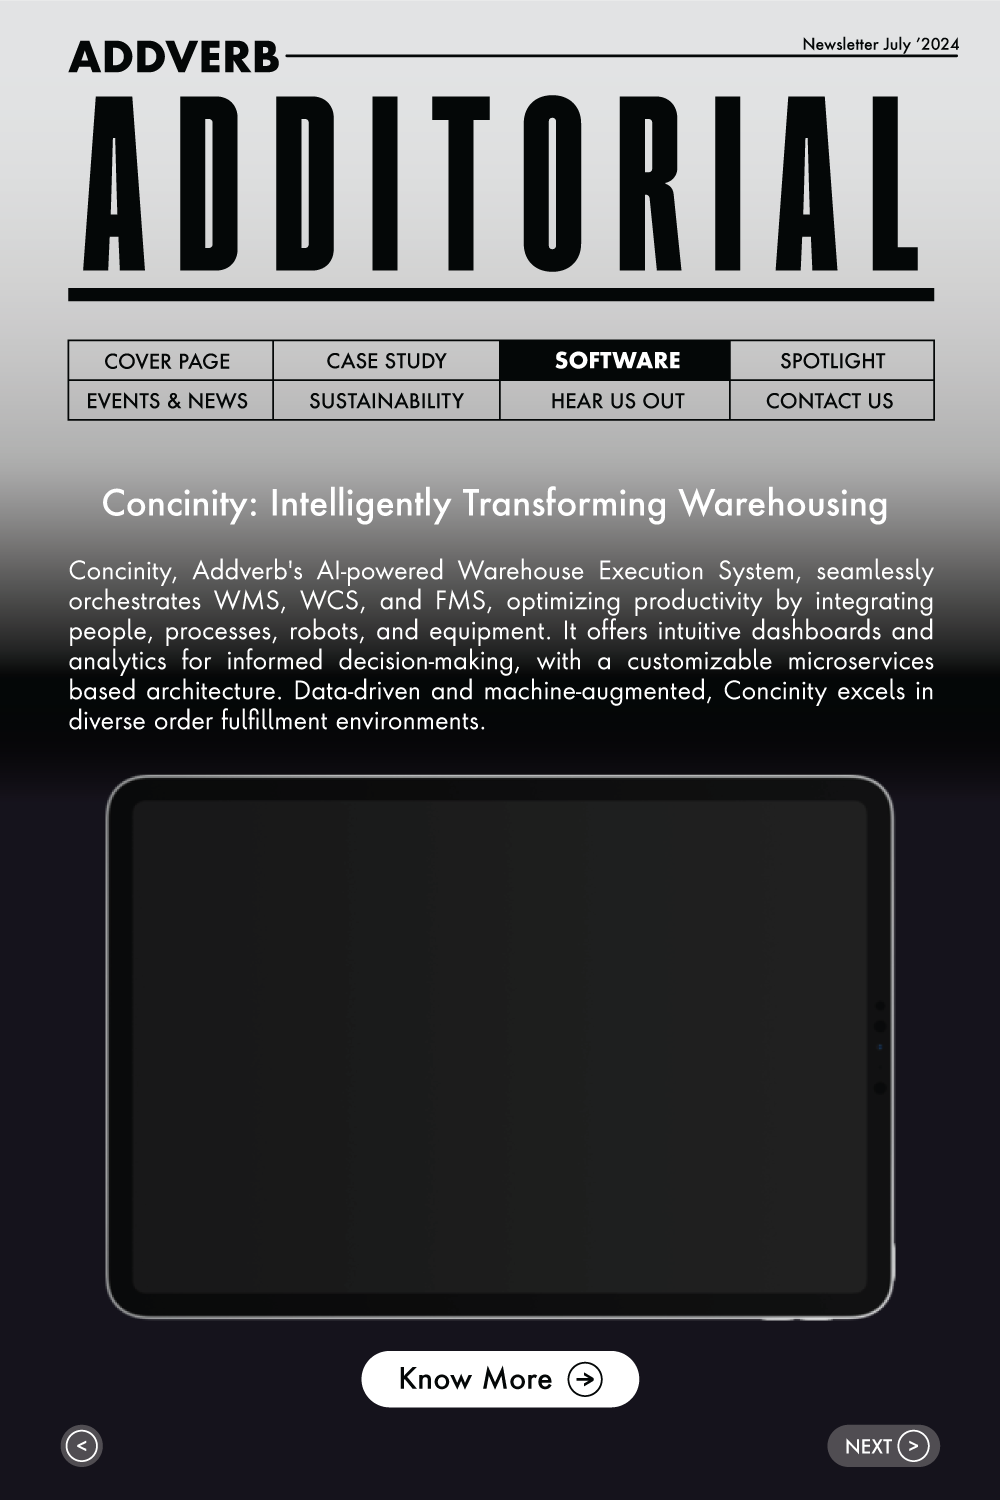 ADDVERB
Newsletter July ‘2024
ADDITORIAL
COVER PAGE CASE STUDY SOFTWARE SPOTLIGHT
EVENTS & NEWS SUSTAINABILITY HEAR US OUT CONTACT US
Concinity: Intelligently Transforming Warehousing
Concinity, Addverb's AI-powered Warehouse Execution System, seamlessly
orchestrates WMS, WCS, and FMS, optimizing productivity by integrating
people, processes, robots, and equipment. It offers intuitive dashboards and
analytics for informed decision-making, with a customizable microservices
based architecture. Data-driven and machine-augmented, Concinity excels in
diverse order fulfillment environments.
Know More
< NEXT >